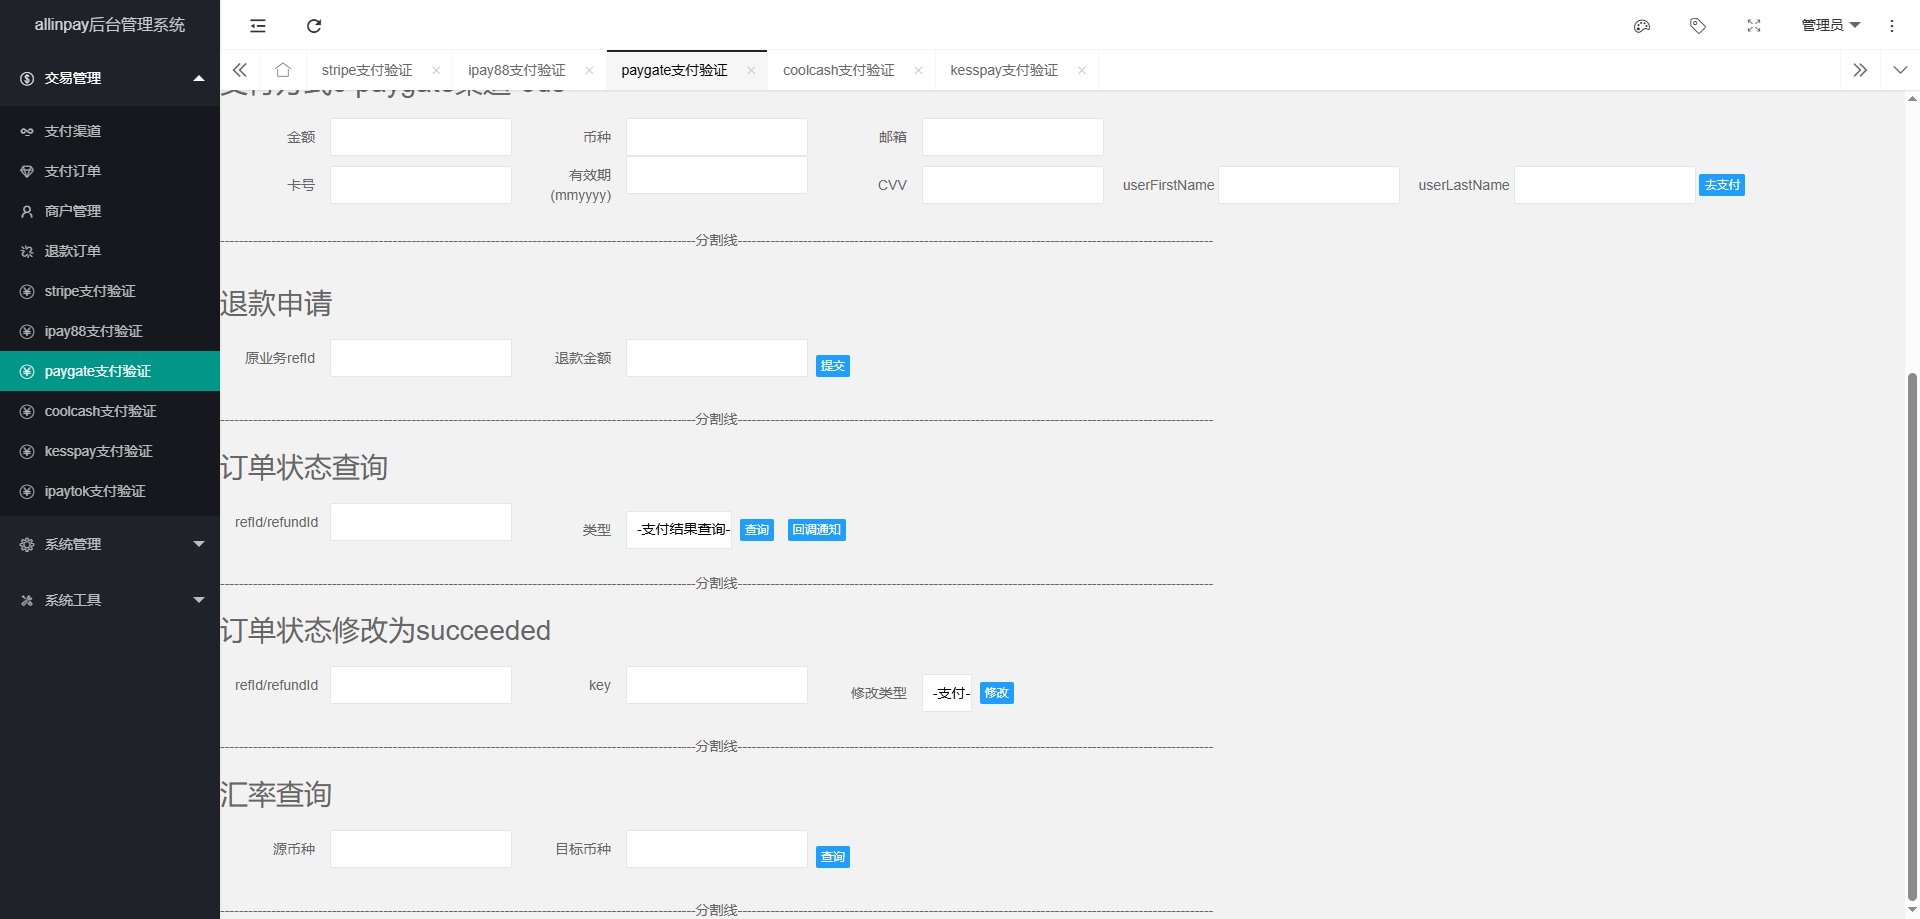 allinpay后台管理系统
管理员
交易管理
支付渠道
支付订单
商户管理
退款订单
stripe支付验证
ipay88支付验证
paygate支付验证
coolcash支付验证
kesspay支付验证
ipaytok支付验证
系统管理
系统工具
stripe支付验证
ipay88支付验证
paygate支付验证
coolcash支付验证
kesspay支付验证
金额 币种 邮箱
卡号 有效期 CVV userFirstName userLastName 去支付
(mmyyyy)
分割线
退款申请
原业务refId 退款金额 提交
分割线
订单状态查询
refId/refundId 类型 -支付结果查询- 查询 回调通知
分割线
订单状态修改为succeeded
refId/refundId key 修改类型 -支付- 修改
分割线
汇率查询
源币种 目标币种 查询
分割线